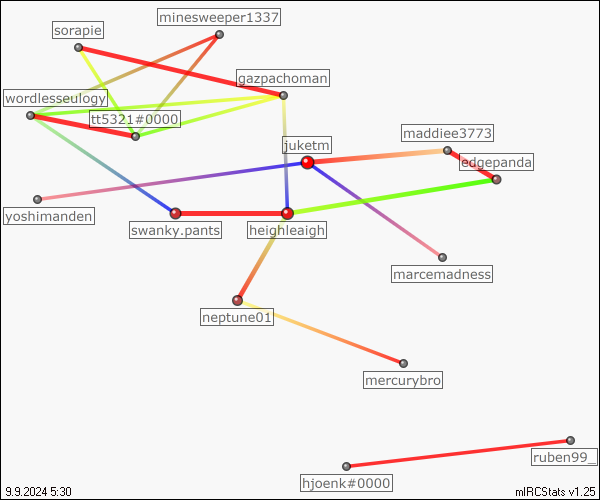 minesweeper1337
sorapie
gazpachoman
wordlesseulogy
tt5321#0000
maddiee3773
juketm
edgepanda
yoshimanden
swanky.pants
heighleaigh
marcemadness
neptune01
mercurybro
ruben99_
hjoenk#0000
9.9.2024 5:30
mIRCStats v1.25